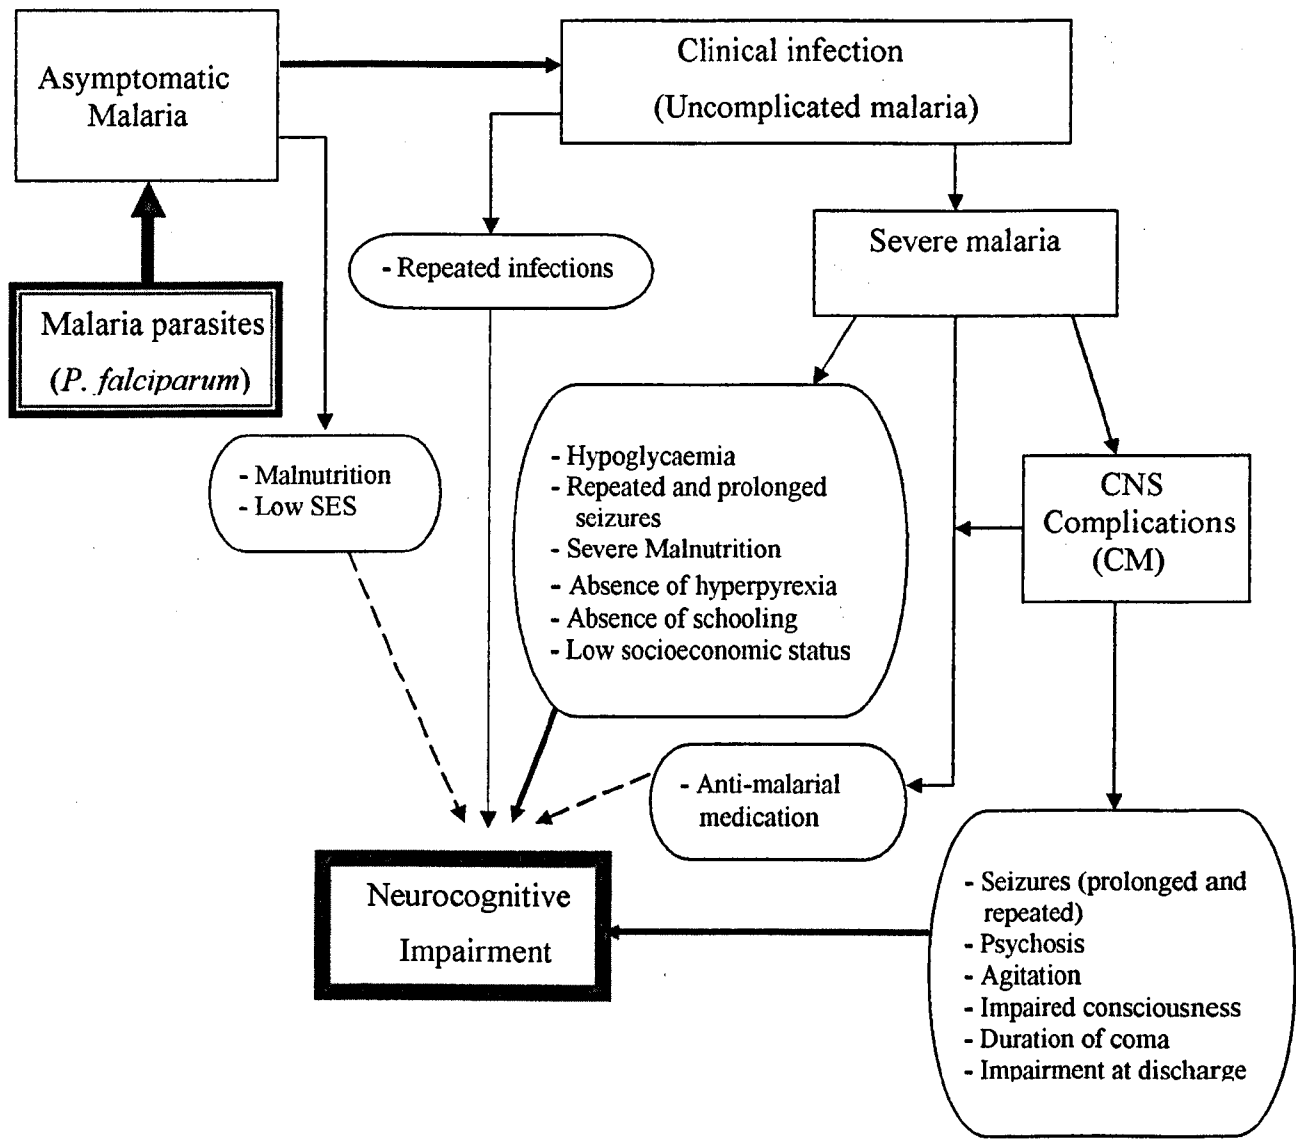 Asymptomatic
Malaria
Clinical infection
(Uncomplicated malaria)
- Repeated infections
Severe malaria
Malaria parasites
(P. falciparum)
- Malnutrition
- Low SES
- Hypoglycaemia
- Repeated and prolonged
seizures
- Severe Malnutrition
- Absence of hyperpyrexia
- Absence of schooling
- Low socioeconomic status
CNS
Complications
(CM)
- Anti-malarial
medication
Neurocognitive
Impairment
- Seizures (prolonged and
repeated)
- Psychosis
- Agitation
- Impaired consciousness
- Duration of coma
- Impairment at discharge